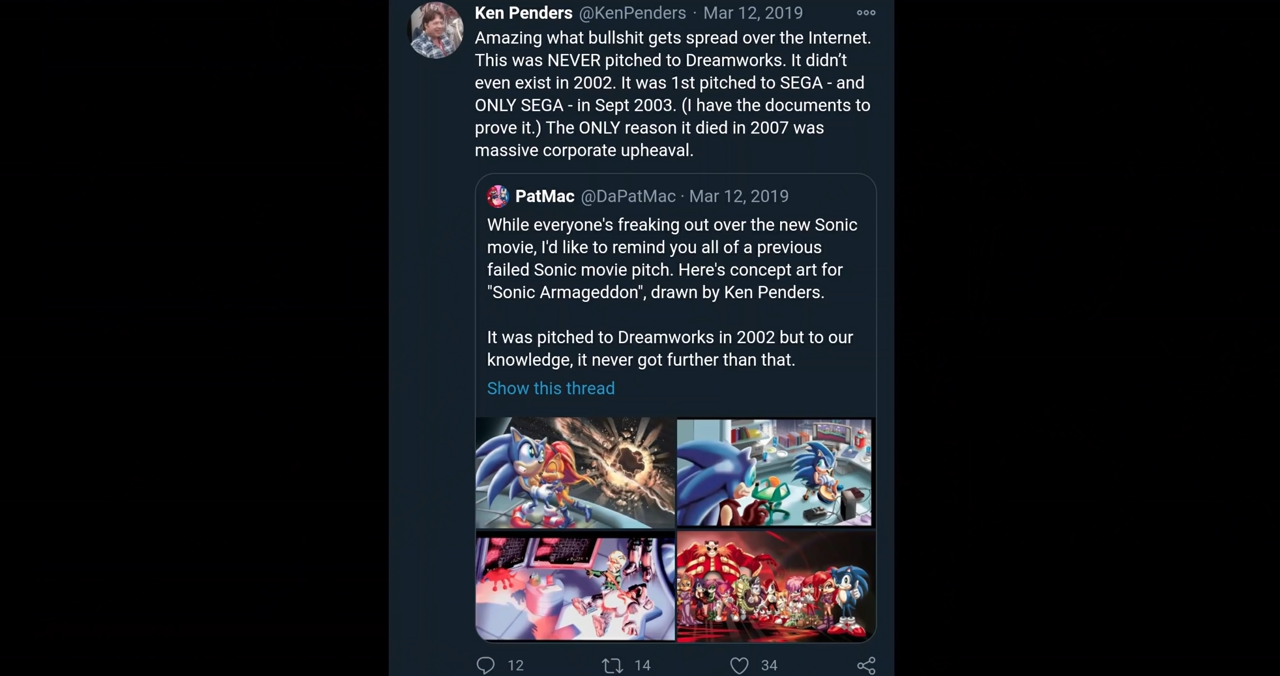 Ken Penders @KenPenders · Mar 12, 2019
Amazing what bullshit gets spread over the Internet.
This was NEVER pitched to Dreamworks. It didn’t
even exist in 2002. It was 1st pitched to SEGA - and
ONLY SEGA - in Sept 2003. (I have the documents to
prove it.) The ONLY reason it died in 2007 was
massive corporate upheaval.
PatMac @DaPatMac · Mar 12, 2019
While everyone's freaking out over the new Sonic
movie, I'd like to remind you all of a previous
failed Sonic movie pitch. Here's concept art for
"Sonic Armageddon", drawn by Ken Penders.
It was pitched to Dreamworks in 2002 but to our
knowledge, it never got further than that.
Show this thread
12 14 34